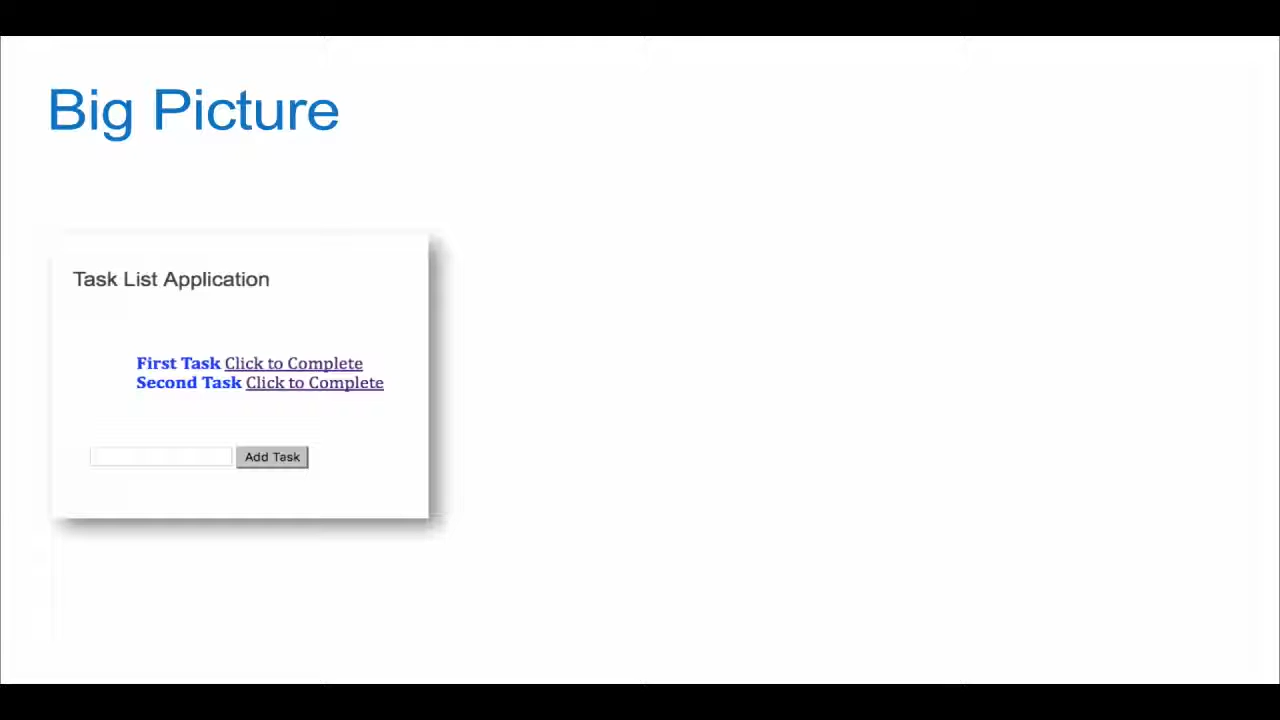 Big Picture
Task List Application
First Task Click to Complete
Second Task Click to Complete
Add Task